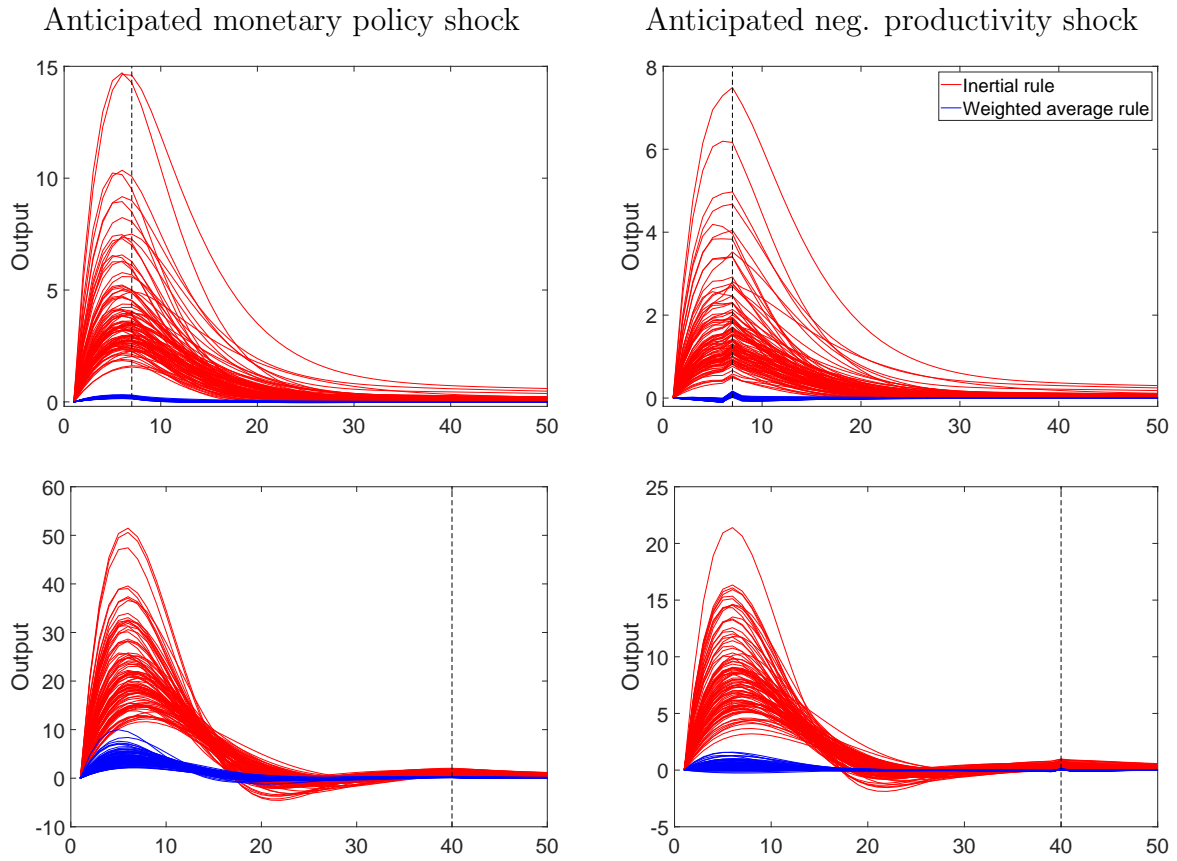 Anticipated monetary policy shock
Anticipated neg. productivity shock
15
10
5
0
Output
0 10 20 30 40 50
8
6
4
2
0
Output
0 10 20 30 40 50
Inertial rule
Weighted average rule
60
50
40
30
20
10
0
-10
Output
0 10 20 30 40 50
25
20
15
10
5
0
-5
Output
0 10 20 30 40 50